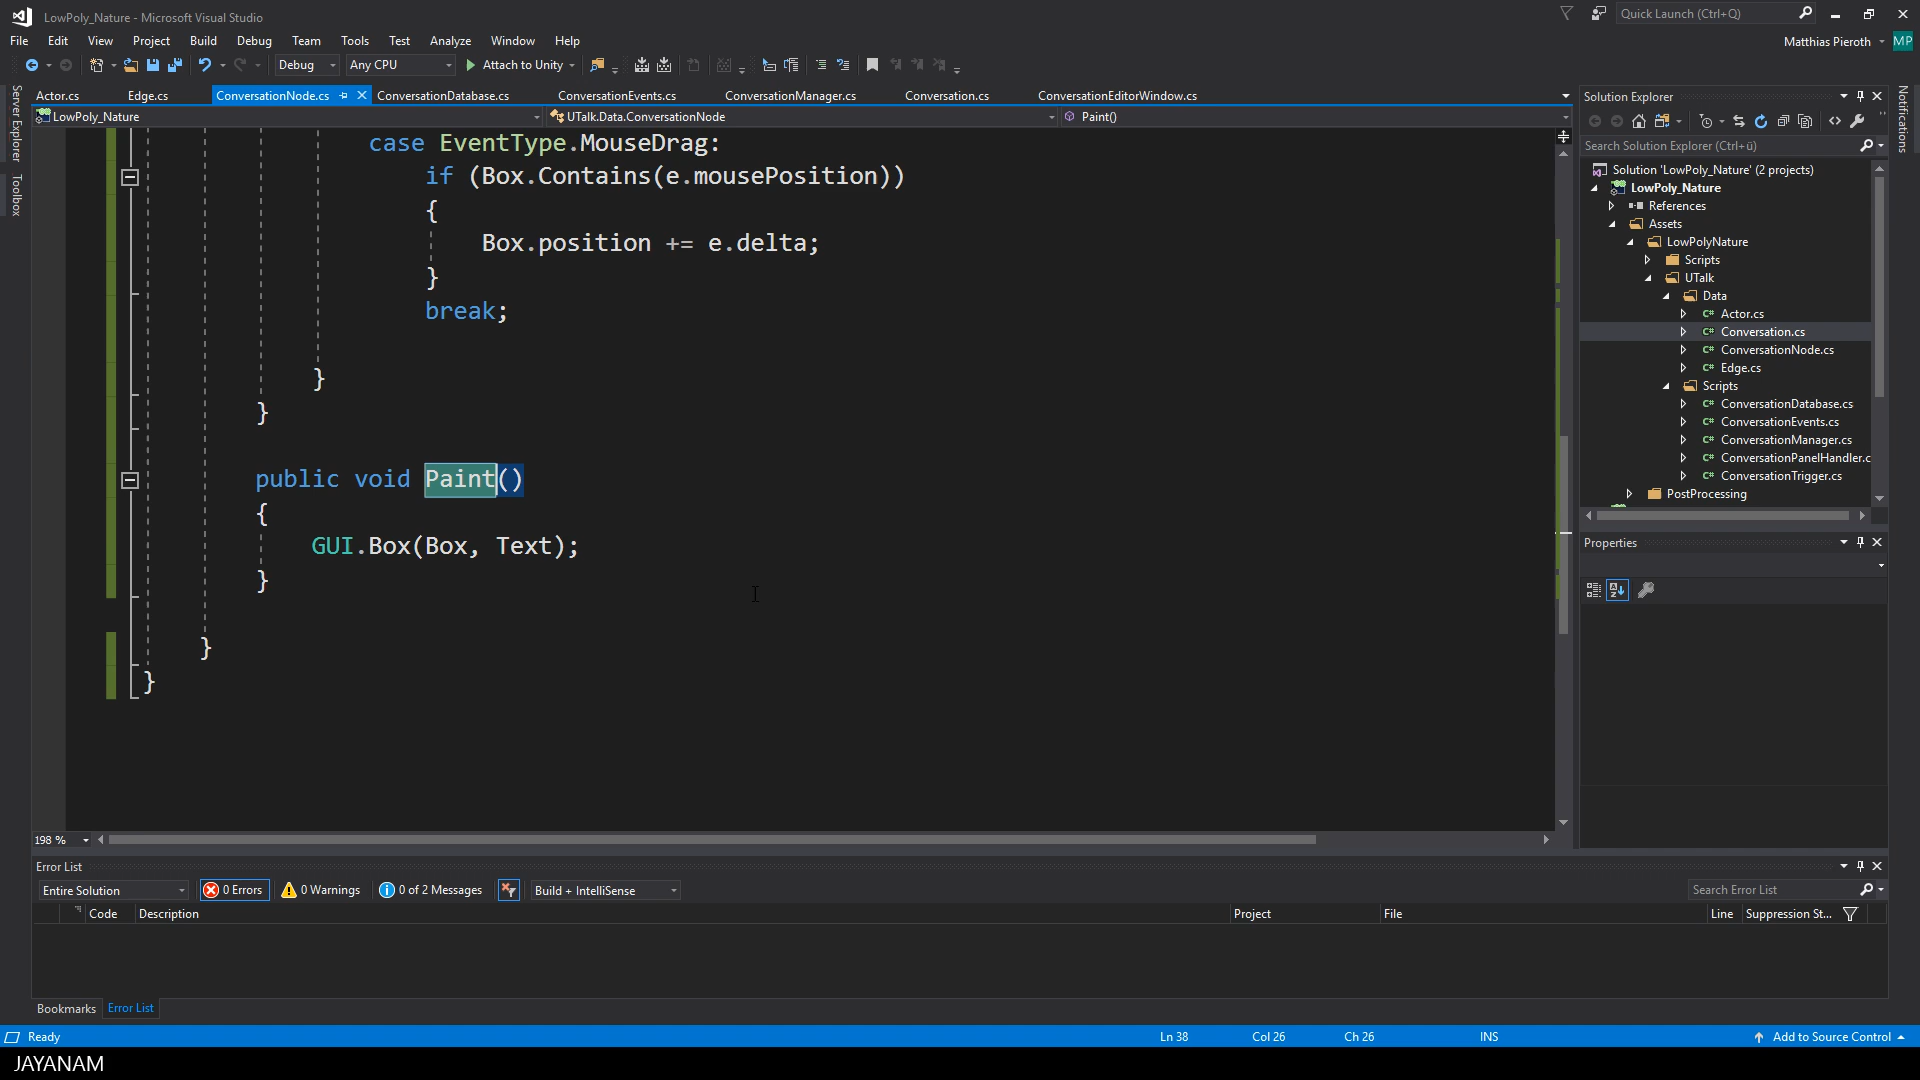 LowPoly_Nature - Microsoft Visual Studio
Quick Launch (Ctrl+Q)
File Edit View Project Build Debug Team Tools Test Analyze Window Help
Matthias Pieroth MP
Debug Any CPU Attach to Unity
Actor.cs Edge.cs ConversationNode.cs ConversationDatabase.cs ConversationEvents.cs ConversationManager.cs Conversation.cs ConversationEditorWindow.cs
LowPoly_Nature UTalk.Data.ConversationNode Paint()
Server Explorer
Toolbox
case EventType.MouseDrag:
if (Box.Contains(e.mousePosition))
{
Box.position += e.delta;
}
break;
}
}
public void Paint()
{
GUI.Box(Box, Text);
}
}
}
198 %
Solution Explorer
Search Solution Explorer (Ctrl+ü)
Solution 'LowPoly_Nature' (2 projects)
LowPoly_Nature
References
Assets
LowPolyNature
Scripts
UTalk
Data
C# Actor.cs
C# Conversation.cs
C# ConversationNode.cs
C# Edge.cs
Scripts
C# ConversationDatabase.cs
C# ConversationEvents.cs
C# ConversationManager.cs
C# ConversationPanelHandler.c
C# ConversationTrigger.cs
PostProcessing
Properties
Notifications
Error List
Entire Solution 0 Errors 0 Warnings 0 of 2 Messages Build + IntelliSense Search Error List
Code Description Project File Line Suppression St...
Bookmarks Error List
Ready Ln 38 Col 26 Ch 26 INS Add to Source Control
JAYANAM